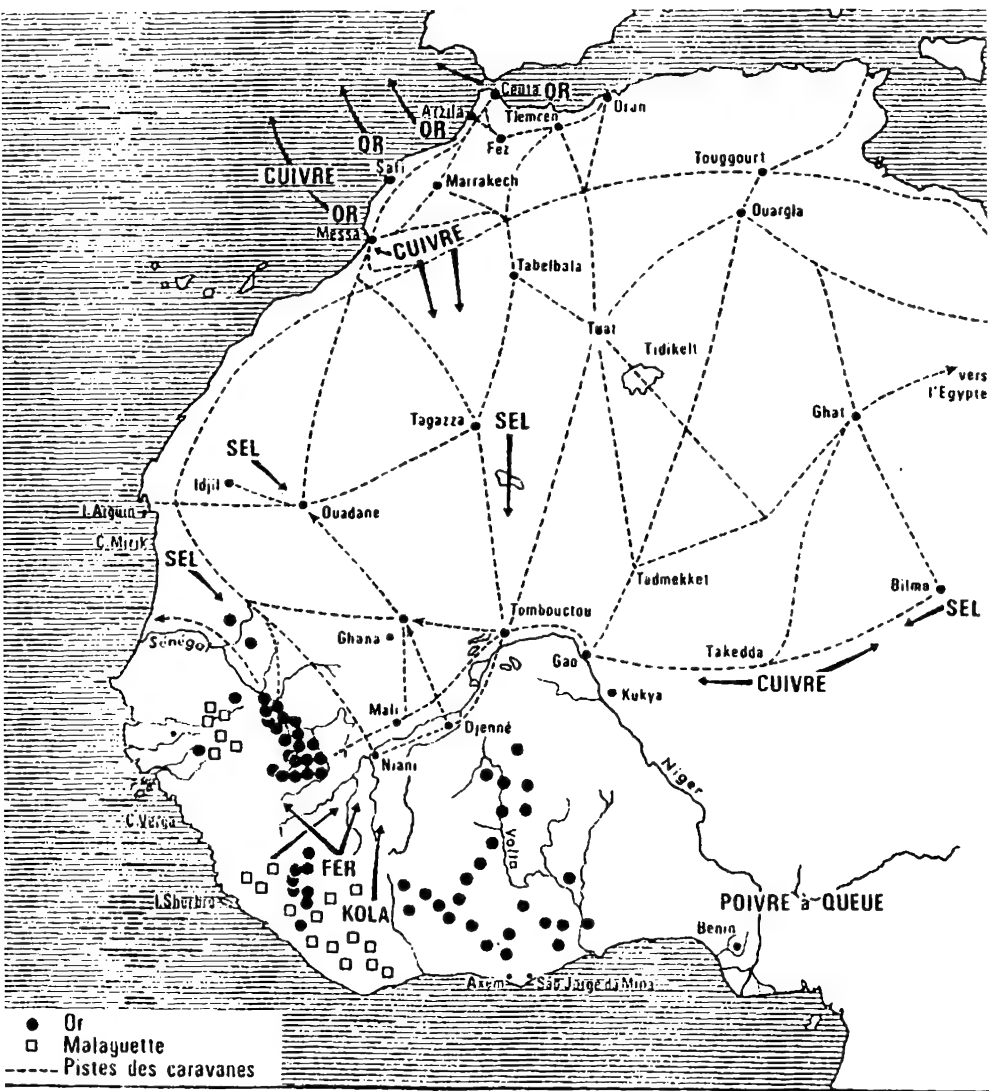 Ceuta
OR
Oran
Arzila
OR
Tlemcen
Fez
OR
Safi
CUIVRE
Touggourt
Marrakech
OR
Ouargla
Messa
CUIVRE
Tabelbala
Tuat
Tidikelt
vers
l'Egypte
Ghat
Tagazza
SEL
SEL
Idjil
Ouadane
I. Arguin
C. Mirik
SEL
Tadmekket
Bilma
SEL
Tombouctou
Ghana
Sénégal
Gao
Takedda
CUIVRE
Kukya
Mali
Djenné
Niani
Niger
C. Verga
Volta
FER
I. Sherbro
KOLA
POIVRE à QUEUE
Benin
Axem
São Jorge da Mina
Or
Malaguette
Pistes des caravanes